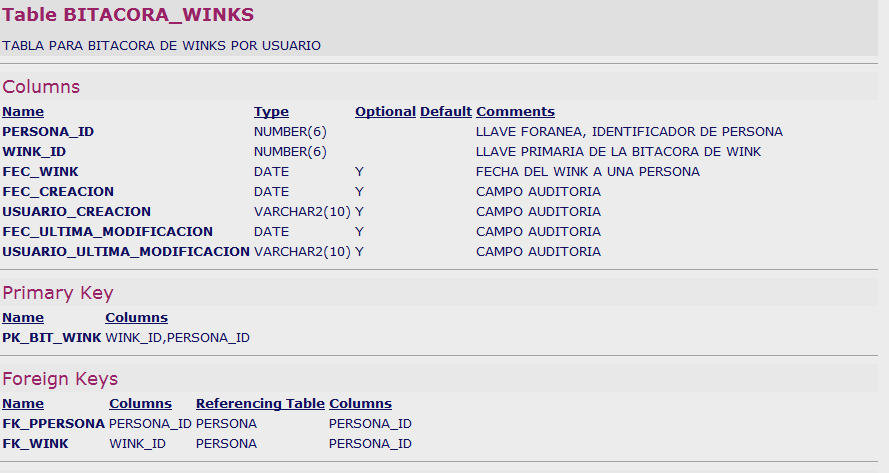 Table BITACORA_WINKS
TABLA PARA BITACORA DE WINKS POR USUARIO
Columns
Name Type Optional Default Comments
PERSONA_ID NUMBER(6) LLAVE FORANEA, IDENTIFICADOR DE PERSONA
WINK_ID NUMBER(6) LLAVE PRIMARIA DE LA BITACORA DE WINK
FEC_WINK DATE Y FECHA DEL WINK A UNA PERSONA
FEC_CREACION DATE Y CAMPO AUDITORIA
USUARIO_CREACION VARCHAR2(10) Y CAMPO AUDITORIA
FEC_ULTIMA_MODIFICACION DATE Y CAMPO AUDITORIA
USUARIO_ULTIMA_MODIFICACION VARCHAR2(10) Y CAMPO AUDITORIA
Primary Key
Name Columns
PK_BIT_WINK WINK_ID,PERSONA_ID
Foreign Keys
Name Columns Referencing Table Columns
FK_PPERSONA PERSONA_ID PERSONA PERSONA_ID
FK_WINK WINK_ID PERSONA PERSONA_ID